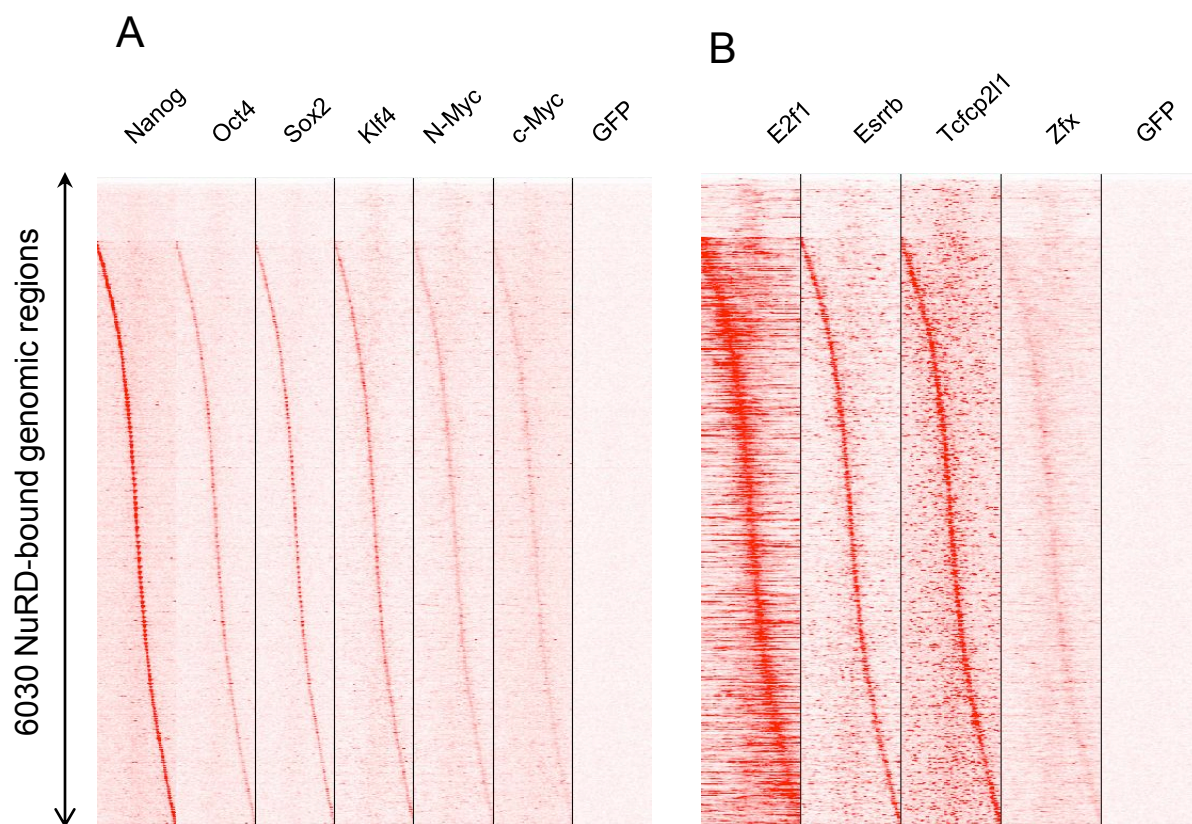 A
B
Nanog
Oct4
Sox2
Klf4
N-Myc
c-Myc
GFP
E2f1
Esrrb
Tcfcp2l1
Zfx
GFP
6030 NuRD-bound genomic regions